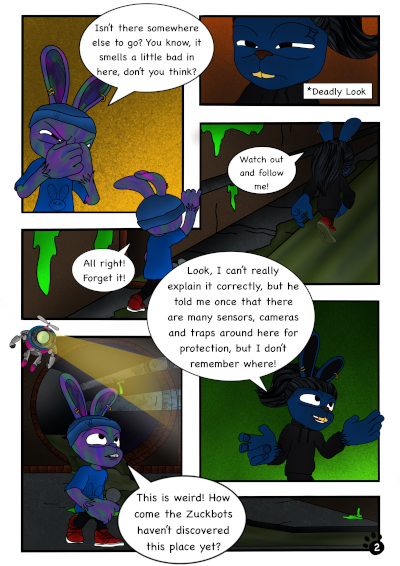 Isn't there somewhere
else to go? You know, it
smells a little bad in
here, don't you think?
*Deadly Look
Watch out
and follow
me!
All right!
Forget it!
Look, I can't really
explain it correctly, but he
told me once that there
are many sensors, cameras
and traps around here for
protection, but I don't
remember where!
This is weird! How
come the Zuckbots
haven't discovered
this place yet?
2